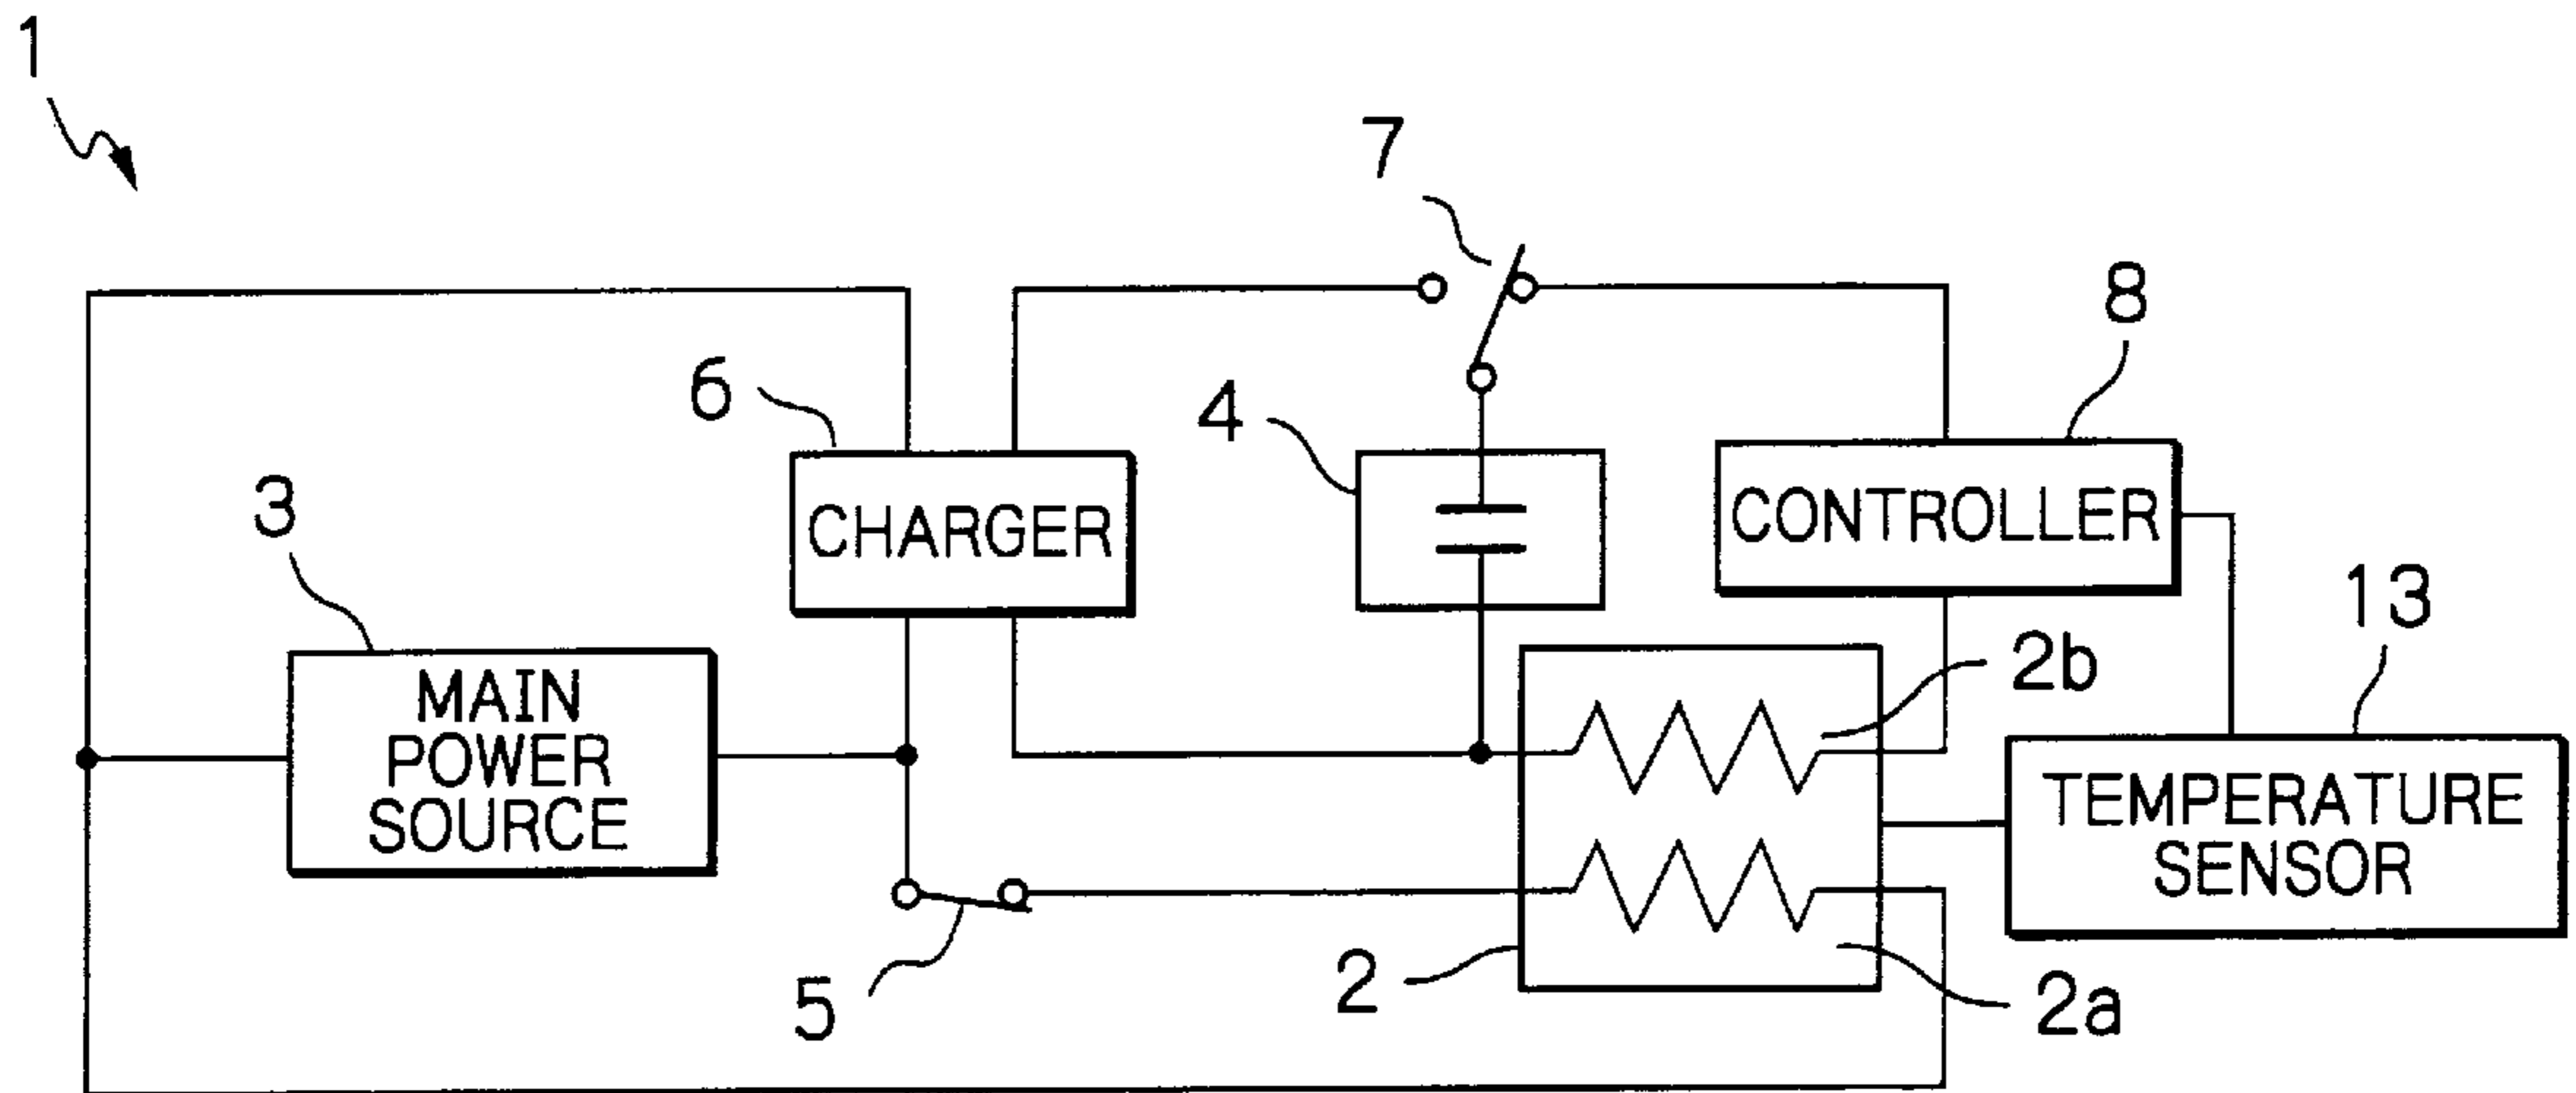 1
7
8
6
4
CHARGER
CONTROLLER
3
MAIN
POWER
SOURCE
13
2b
TEMPERATURE
SENSOR
5
2
2a